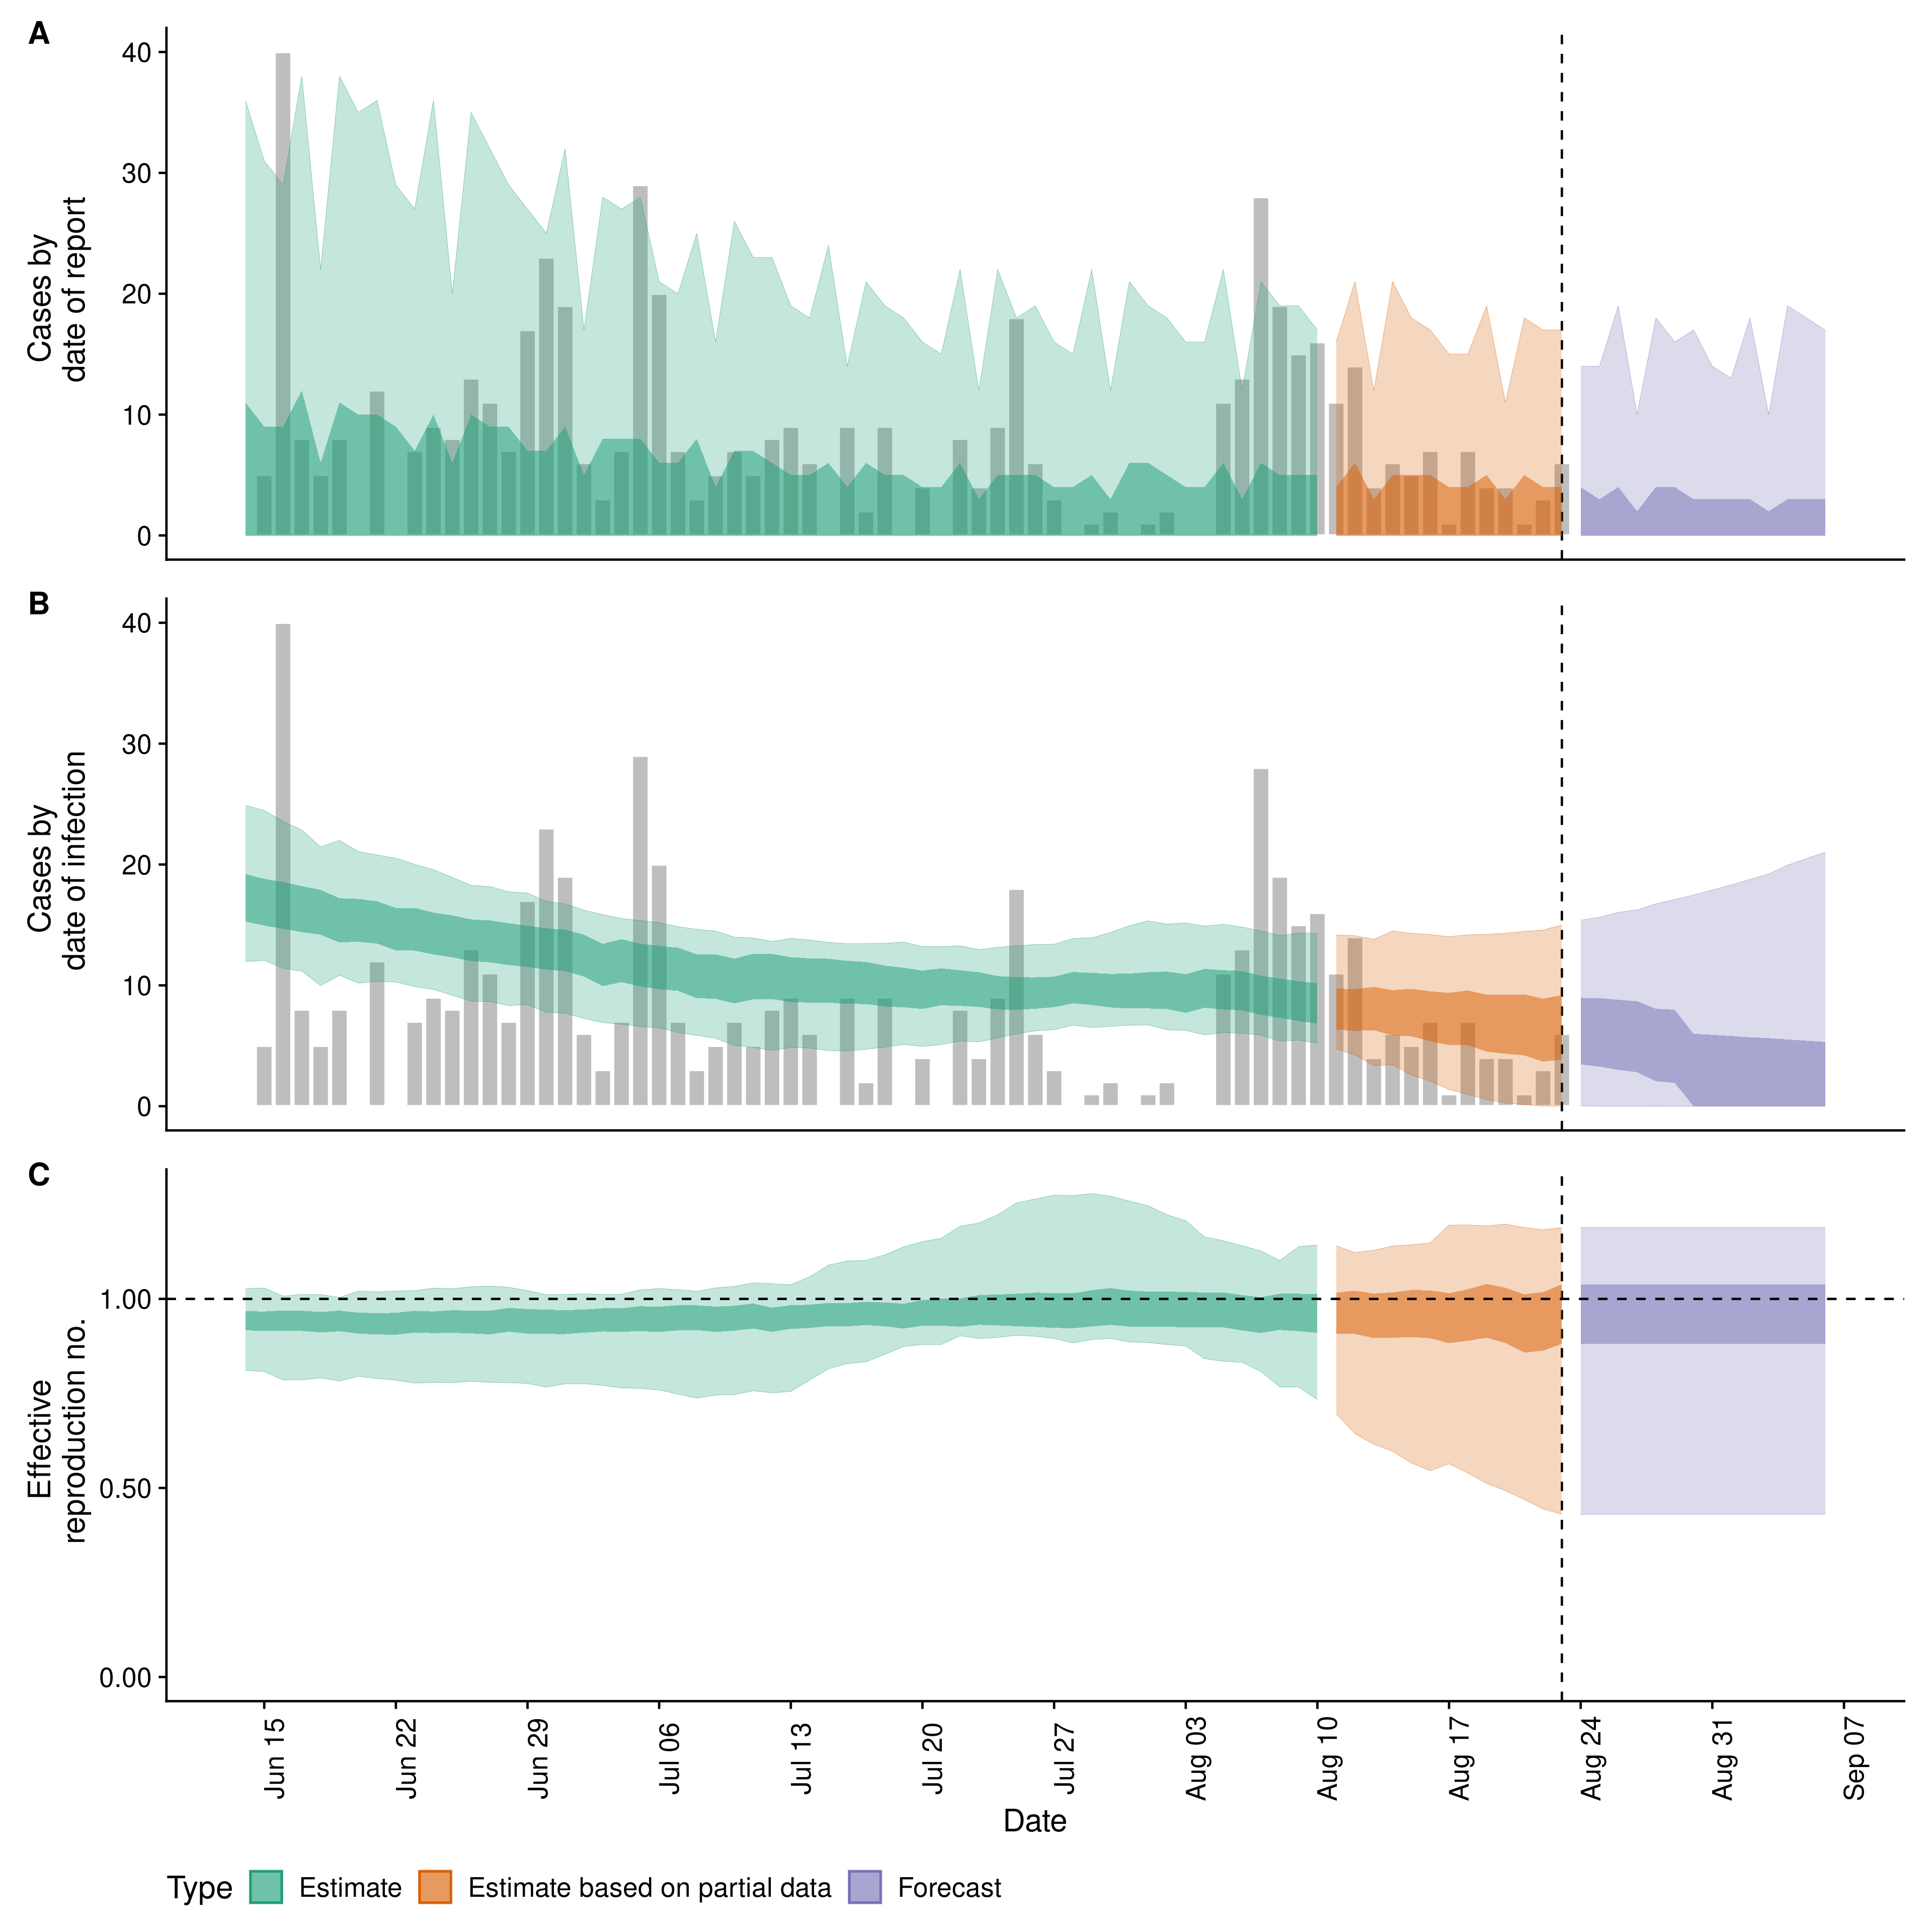 A
40
30
20
10
0
Cases by
date of report
B
40
30
20
10
0
Cases by
date of infection
C
1.00
0.50
0.00
Effective
reproduction no.
Jun 15
Jun 22
Jun 29
Jul 06
Jul 13
Jul 20
Jul 27
Aug 03
Aug 10
Aug 17
Aug 24
Aug 31
Sep 07
Date
Type Estimate Estimate based on partial data Forecast